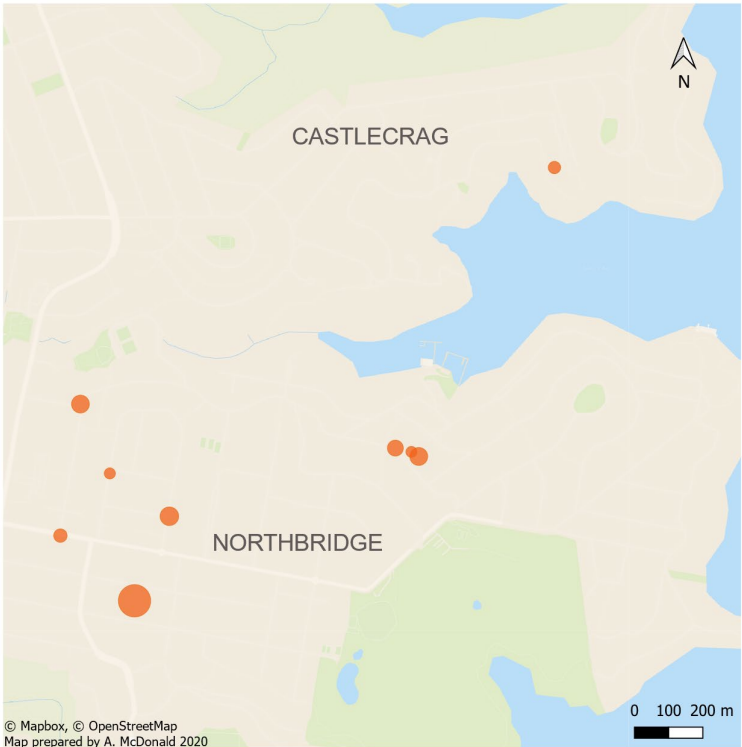 N
CASTLECRAG
NORTHBRIDGE
0 100 200 m
© Mapbox, © OpenStreetMap
Map prepared by A. McDonald 2020